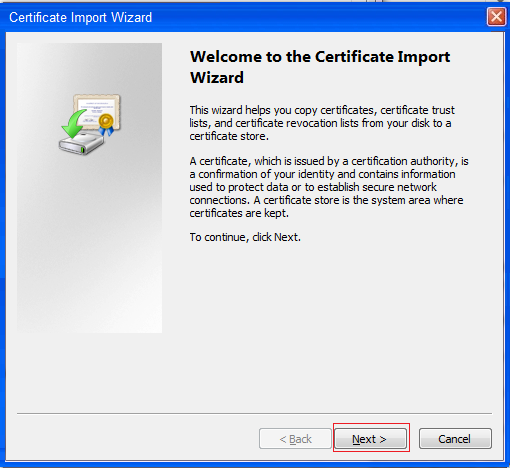 Certificate Import Wizard
Welcome to the Certificate Import
Wizard
This wizard helps you copy certificates, certificate trust
lists, and certificate revocation lists from your disk to a
certificate store.
A certificate, which is issued by a certification authority, is
a confirmation of your identity and contains information
used to protect data or to establish secure network
connections. A certificate store is the system area where
certificates are kept.
To continue, click Next.
< Back
Next >
Cancel